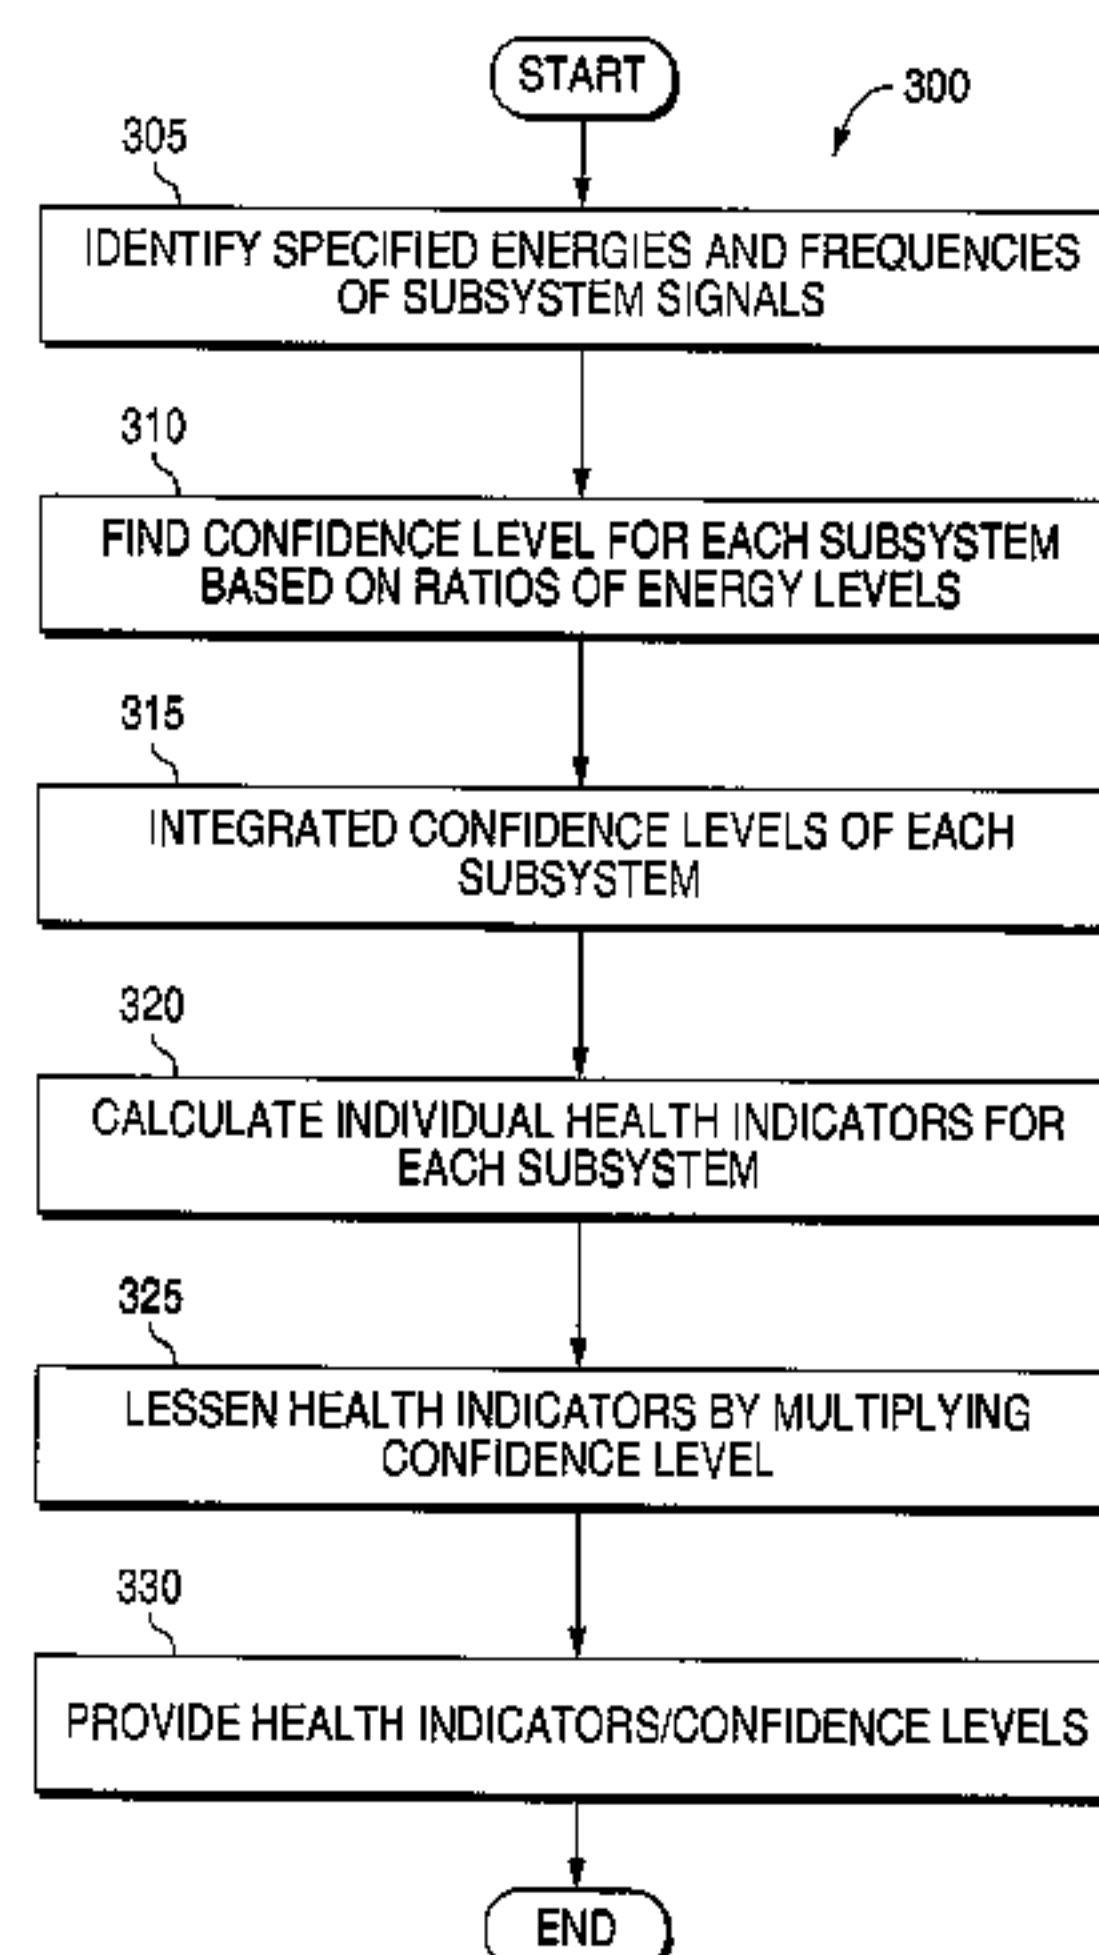 START
300
305
IDENTIFY SPECIFIED ENERGIES AND FREQUENCIES
OF SUBSYSTEM SIGNALS
310
FIND CONFIDENCE LEVEL FOR EACH SUBSYSTEM
BASED ON RATIOS OF ENERGY LEVELS
315
INTEGRATED CONFIDENCE LEVELS OF EACH
SUBSYSTEM
320
CALCULATE INDIVIDUAL HEALTH INDICATORS FOR
EACH SUBSYSTEM
325
LESSEN HEALTH INDICATORS BY MULTIPLYING
CONFIDENCE LEVEL
330
PROVIDE HEALTH INDICATORS/CONFIDENCE LEVELS
END